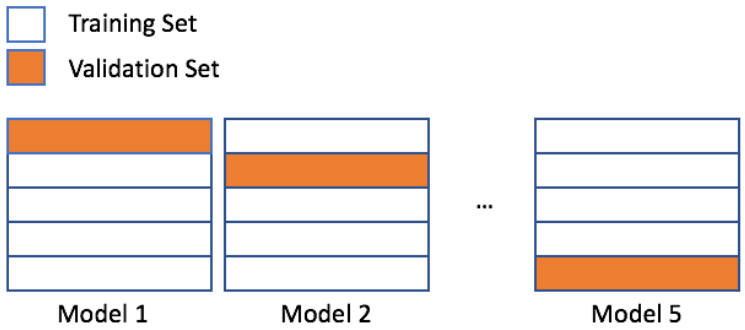 Training Set
Validation Set
...
Model 1
Model 2
Model 5